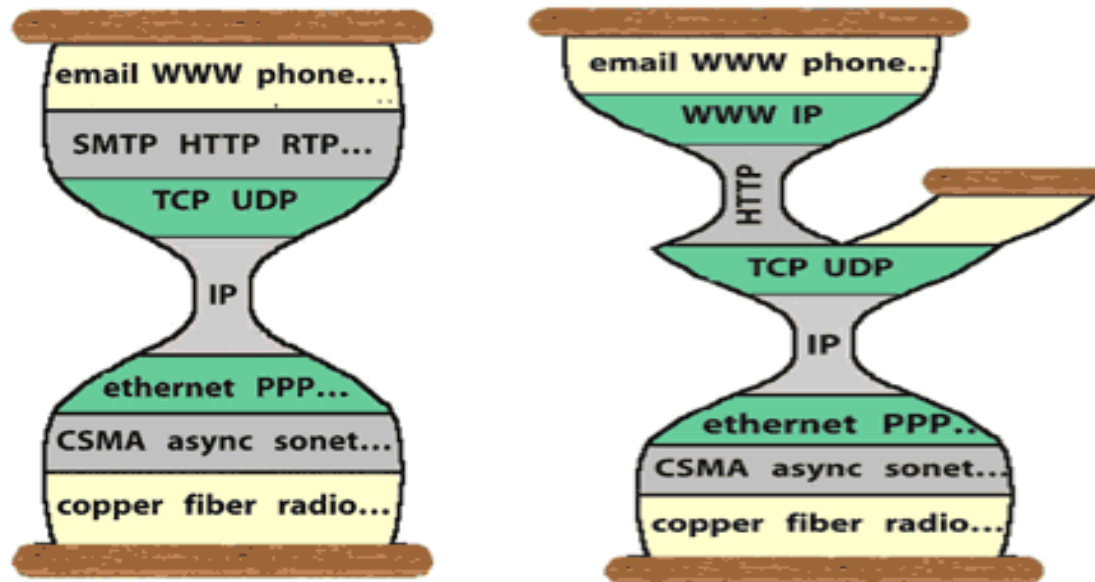 email WWW phone...
SMTP HTTP RTP...
TCP UDP
IP
ethernet PPP...
CSMA async sonet...
copper fiber radio...
email WWW phone...
WWW IP
HTTP
TCP UDP
IP
ethernet PPP...
CSMA async sonet...
copper fiber radio...